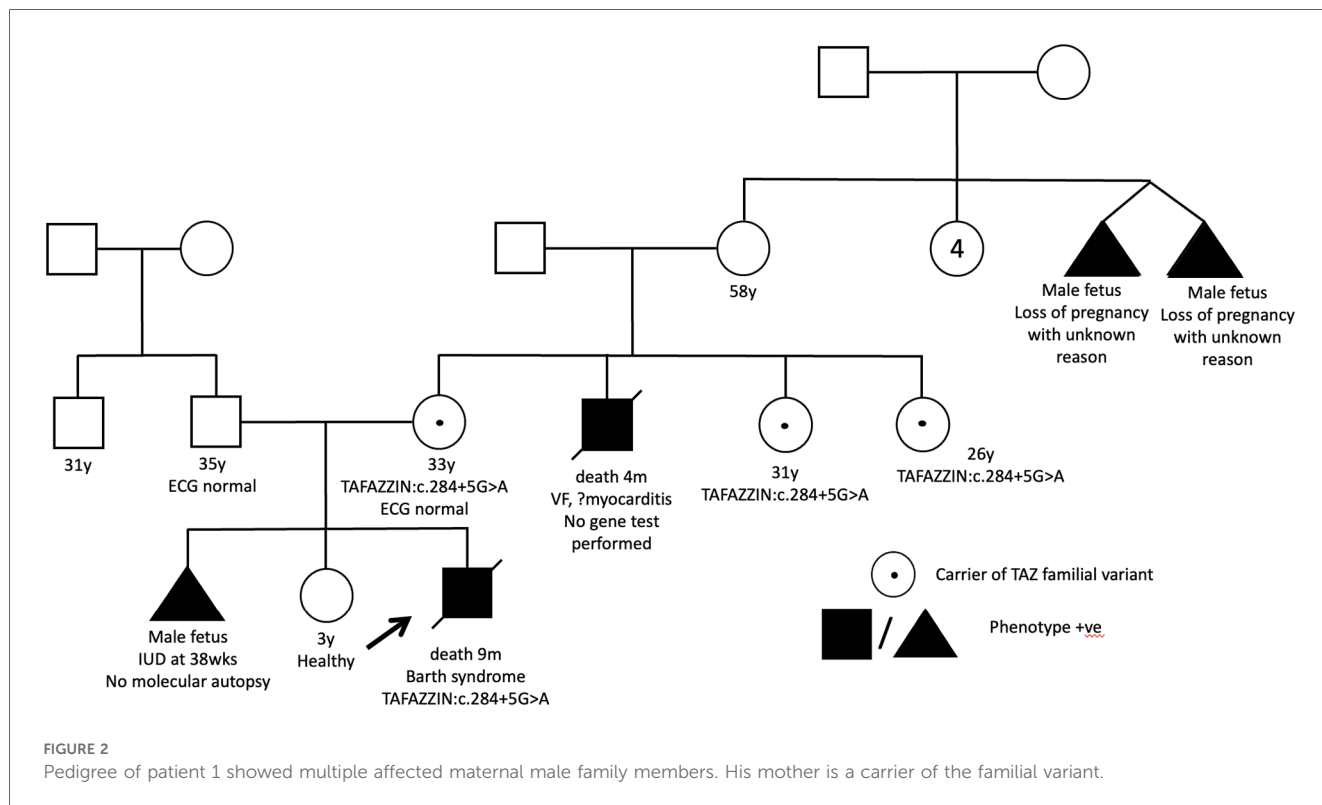 4
58y
Male fetus
Loss of pregnancy
with unknown
reason
Male fetus
Loss of pregnancy
with unknown
reason
31y
35y
ECG normal
33y
TAFAZZIN:c.284+5G>A
ECG normal
death 4m
VF, ?myocarditis
No gene test
performed
31y
TAFAZZIN:c.284+5G>A
26y
TAFAZZIN:c.284+5G>A
Male fetus
IUD at 38wks
No molecular autopsy
3y
Healthy
death 9m
Barth syndrome
TAFAZZIN:c.284+5G>A
Carrier of TAZ familial variant
/
Phenotype +ve
FIGURE 2
Pedigree of patient 1 showed multiple affected maternal male family members. His mother is a carrier of the familial variant.